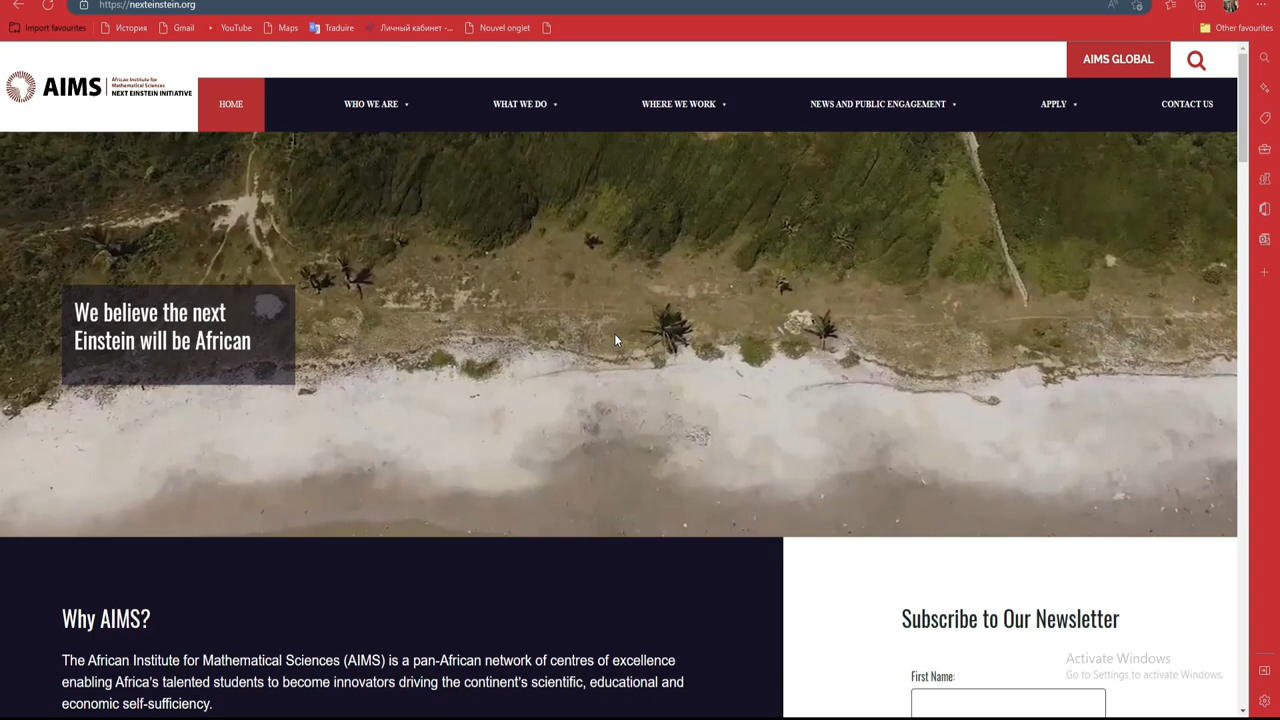 https://nexteinstein.org
Import favourites
История
Gmail
YouTube
Maps
Traduire
Личный кабинет -...
Nouvel onglet
Other favourites
AIMS GLOBAL
AIMS
African Institute for
Mathematical Sciences
NEXT EINSTEIN INITIATIVE
HOME
WHO WE ARE
WHAT WE DO
WHERE WE WORK
NEWS AND PUBLIC ENGAGEMENT
APPLY
CONTACT US
We believe the next
Einstein will be African
Why AIMS?
The African Institute for Mathematical Sciences (AIMS) is a pan-African network of centres of excellence
enabling Africa's talented students to become innovators driving the continent's scientific, educational and
economic self-sufficiency.
Subscribe to Our Newsletter
First Name:
Activate Windows
Go to Settings to activate Windows.